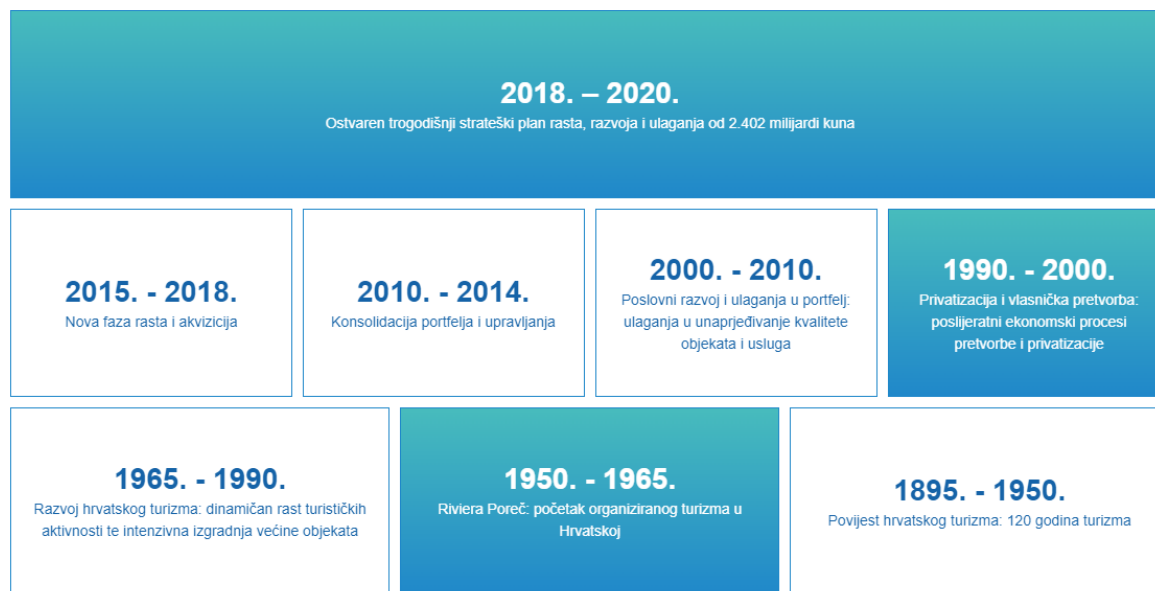 2018. – 2020.
Ostvaren trogodišnji strateški plan rasta, razvoja i ulaganja od 2.402 milijardi kuna
2015. - 2018.
Nova faza rasta i akvizicija
2010. - 2014.
Konsolidacija portfelja i upravljanja
2000. - 2010.
Poslovni razvoj i ulaganja u portfelj:
ulaganja u unaprjeđivanje kvalitete
objekata i usluga
1990. - 2000.
Privatizacija i vlasnička pretvorba:
poslijeratni ekonomski procesi
pretvorbe i privatizacije
1965. - 1990.
Razvoj hrvatskog turizma: dinamičan rast turističkih
aktivnosti te intenzivna izgradnja većine objekata
1950. - 1965.
Riviera Poreč: početak organiziranog turizma u
Hrvatskoj
1895. - 1950.
Povijest hrvatskog turizma: 120 godina turizma